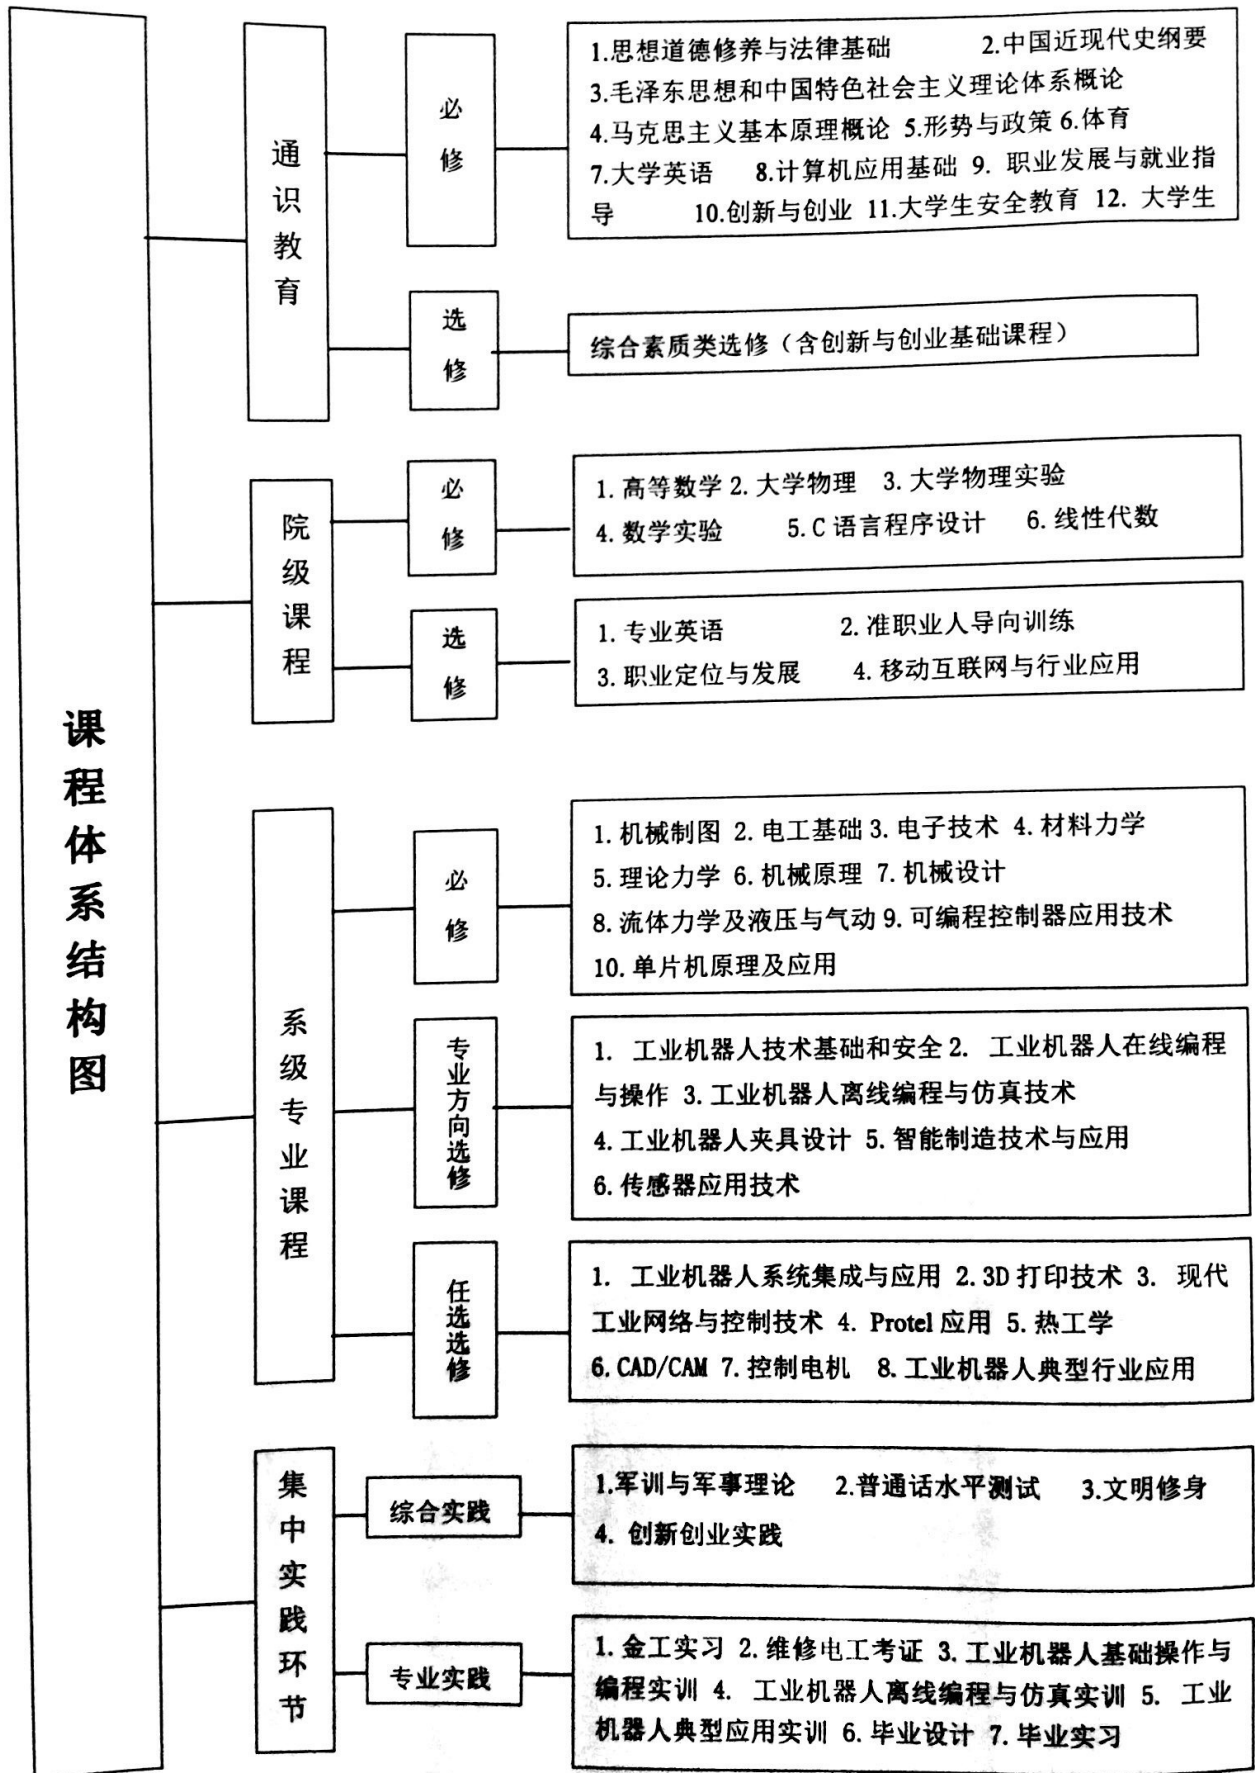 课程体系结构图
通识教育
必修
1.思想道德修养与法律基础 2.中国近现代史纲要
3.毛泽东思想和中国特色社会主义理论体系概论
4.马克思主义基本原理概论 5.形势与政策 6.体育
7.大学英语 8.计算机应用基础 9. 职业发展与就业指
导 10.创新与创业 11.大学生安全教育 12. 大学生
选修
综合素质类选修（含创新与创业基础课程）
院级课程
必修
1. 高等数学 2. 大学物理 3. 大学物理实验
4. 数学实验 5. C 语言程序设计 6. 线性代数
选修
1. 专业英语 2. 准职业人导向训练
3. 职业定位与发展 4. 移动互联网与行业应用
系级专业课程
必修
1. 机械制图 2. 电工基础 3. 电子技术 4. 材料力学
5. 理论力学 6. 机械原理 7. 机械设计
8. 流体力学及液压与气动 9. 可编程控制器应用技术
10. 单片机原理及应用
专业方向选修
1. 工业机器人技术基础和安全 2. 工业机器人在线编程
与操作 3. 工业机器人离线编程与仿真技术
4. 工业机器人夹具设计 5. 智能制造技术与应用
6. 传感器应用技术
任选选修
1. 工业机器人系统集成与应用 2. 3D 打印技术 3. 现代
工业网络与控制技术 4. Protel 应用 5. 热工学
6. CAD/CAM 7. 控制电机 8. 工业机器人典型行业应用
集中实践环节
综合实践
1.军训与军事理论 2.普通话水平测试 3.文明修身
4. 创新创业实践
专业实践
1. 金工实习 2. 维修电工考证 3. 工业机器人基础操作与
编程实训 4. 工业机器人离线编程与仿真实训 5. 工业
机器人典型应用实训 6. 毕业设计 7. 毕业实习